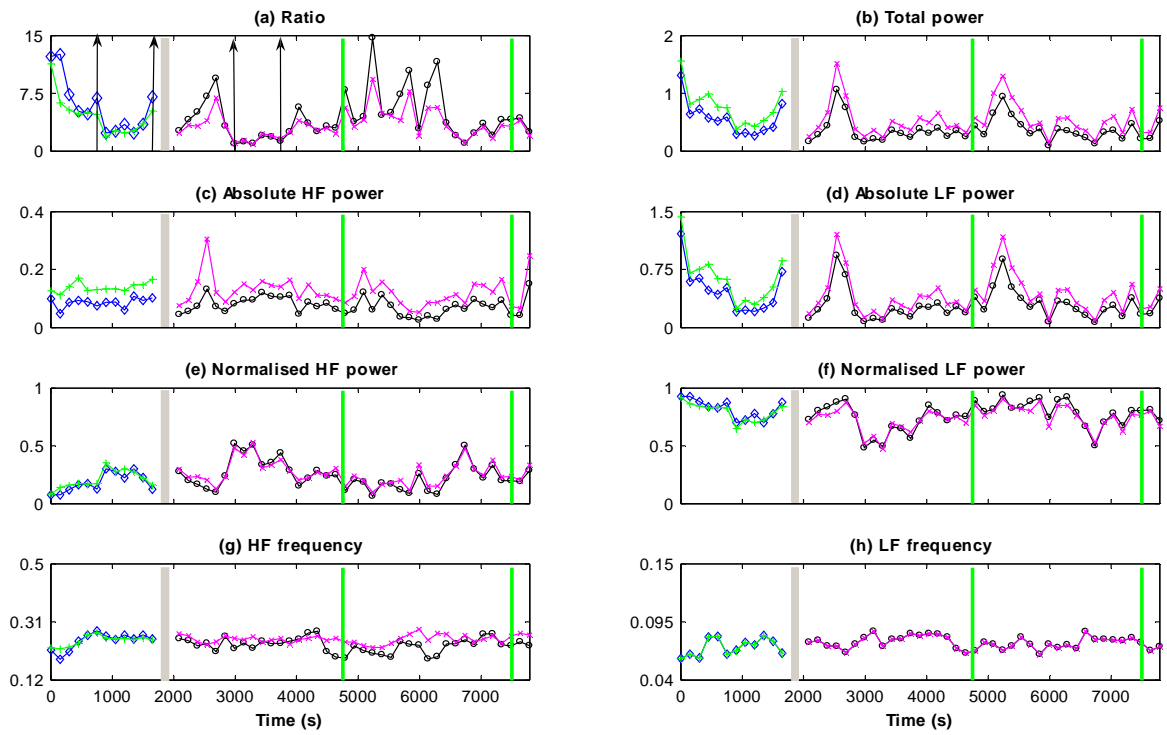 (a) Ratio
15
7.5
0
(b) Total power
2
1
0
(c) Absolute HF power
0.4
0.2
0
(d) Absolute LF power
1.5
0.75
0
(e) Normalised HF power
1
0.5
0
(f) Normalised LF power
1
0.5
0
(g) HF frequency
0.5
0.31
0.12
0 1000 2000 3000 4000 5000 6000 7000
Time (s)
(h) LF frequency
0.15
0.095
0.04
0 1000 2000 3000 4000 5000 6000 7000
Time (s)